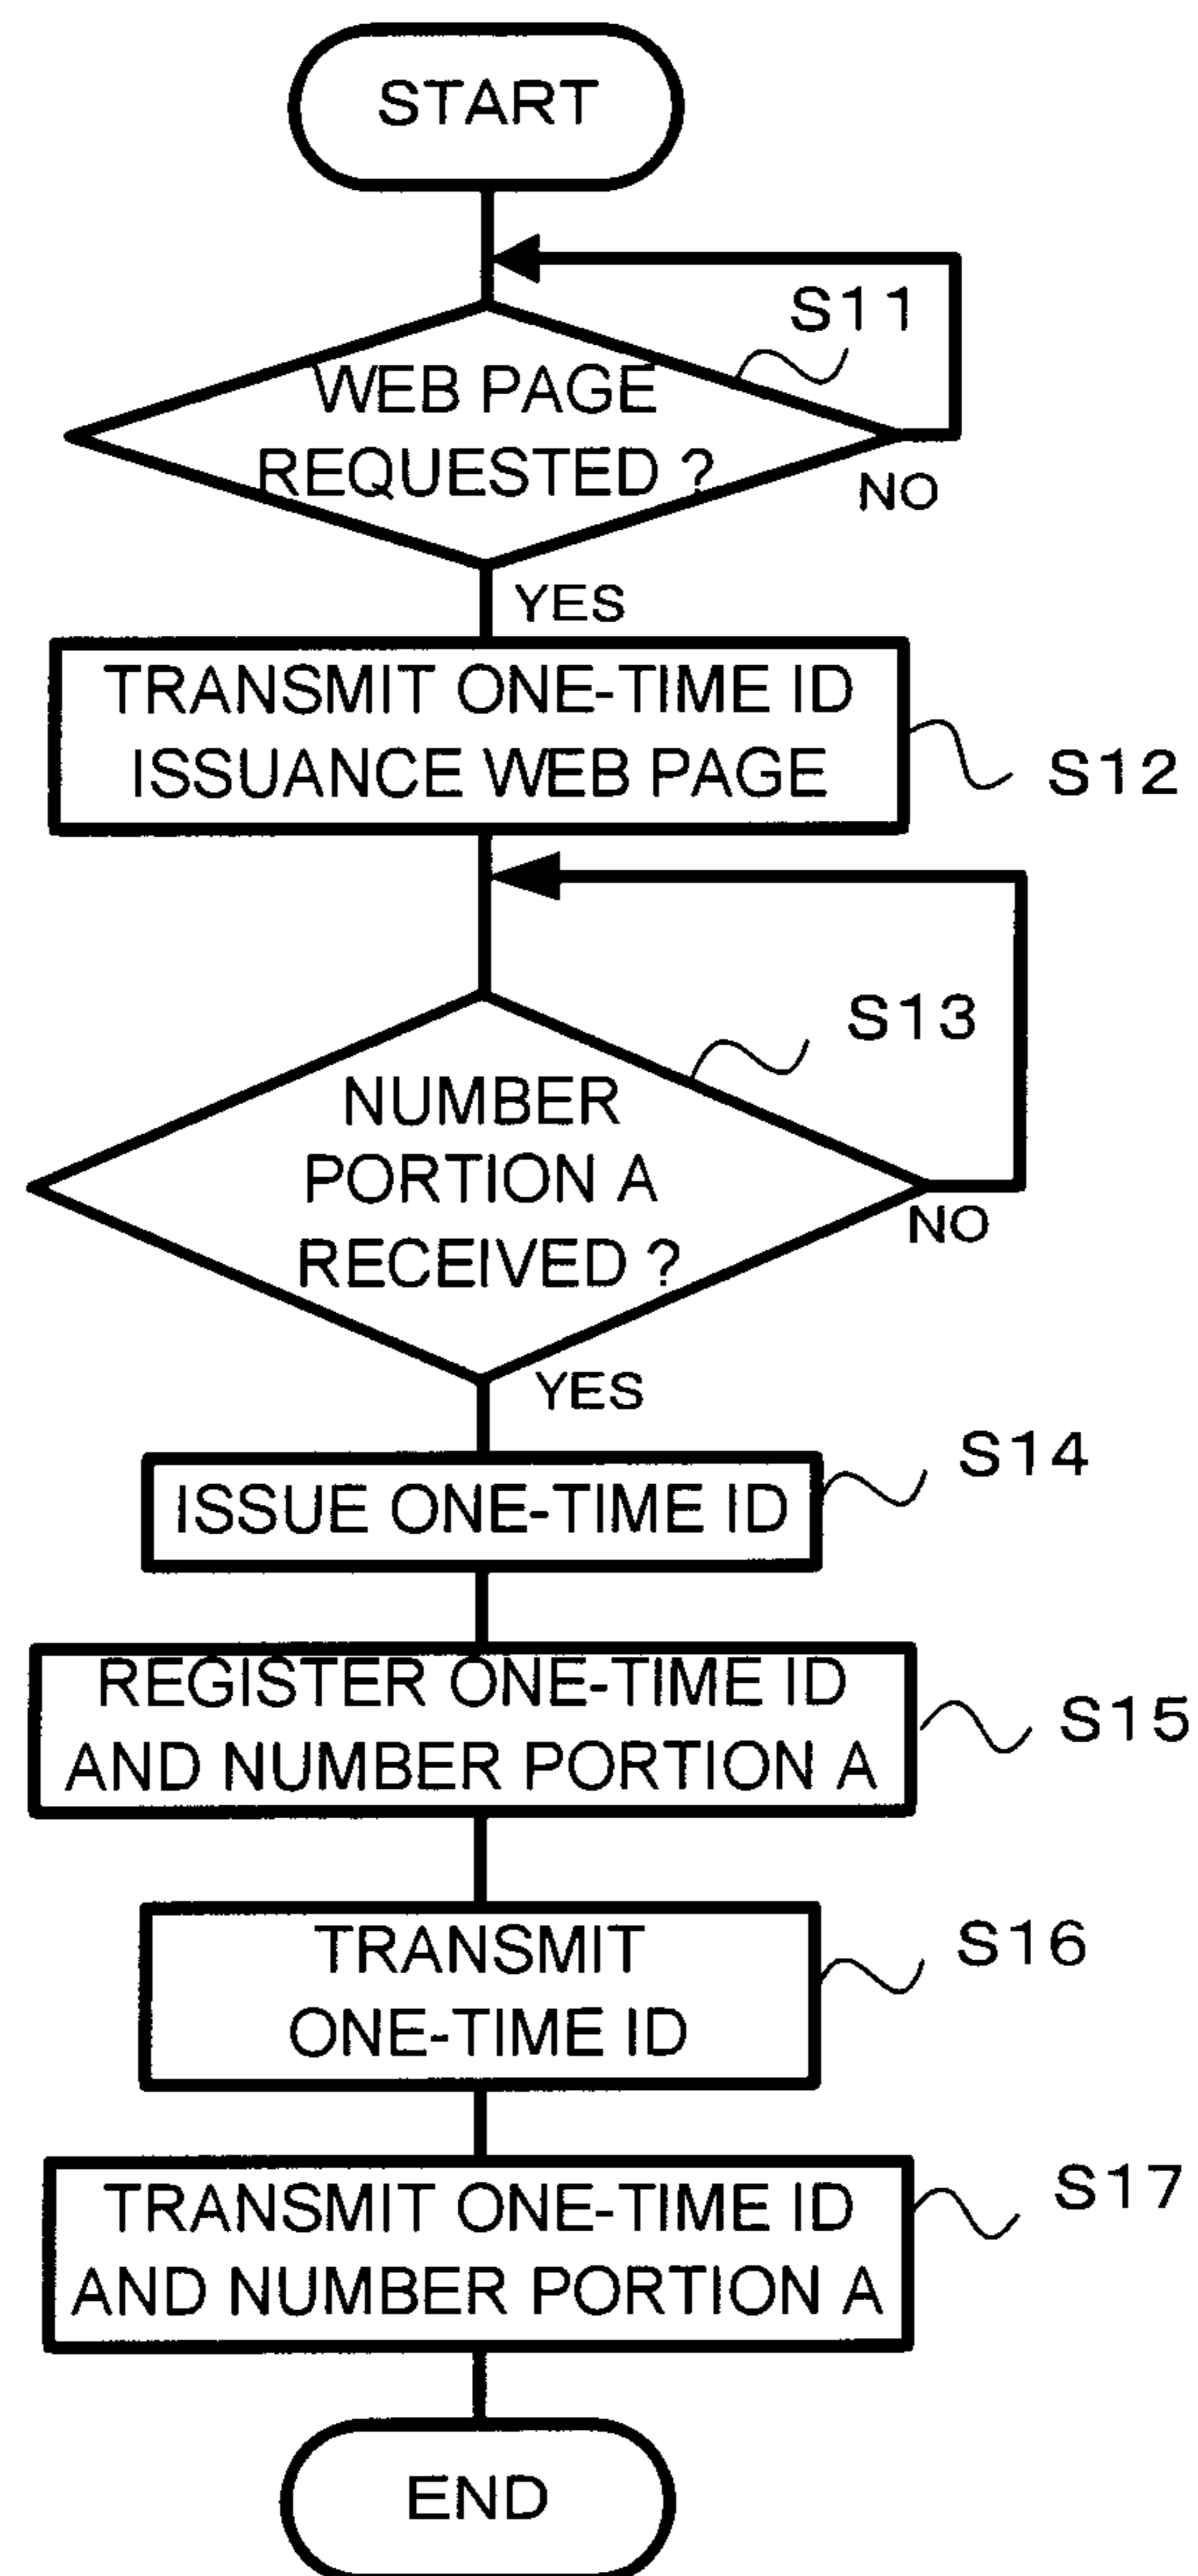 START
S11
WEB PAGE
REQUESTED ?
NO
YES
TRANSMIT ONE-TIME ID
ISSUANCE WEB PAGE
S12
S13
NUMBER
PORTION A
RECEIVED ?
NO
YES
S14
ISSUE ONE-TIME ID
REGISTER ONE-TIME ID
AND NUMBER PORTION A
S15
TRANSMIT
ONE-TIME ID
S16
TRANSMIT ONE-TIME ID
AND NUMBER PORTION A
S17
END